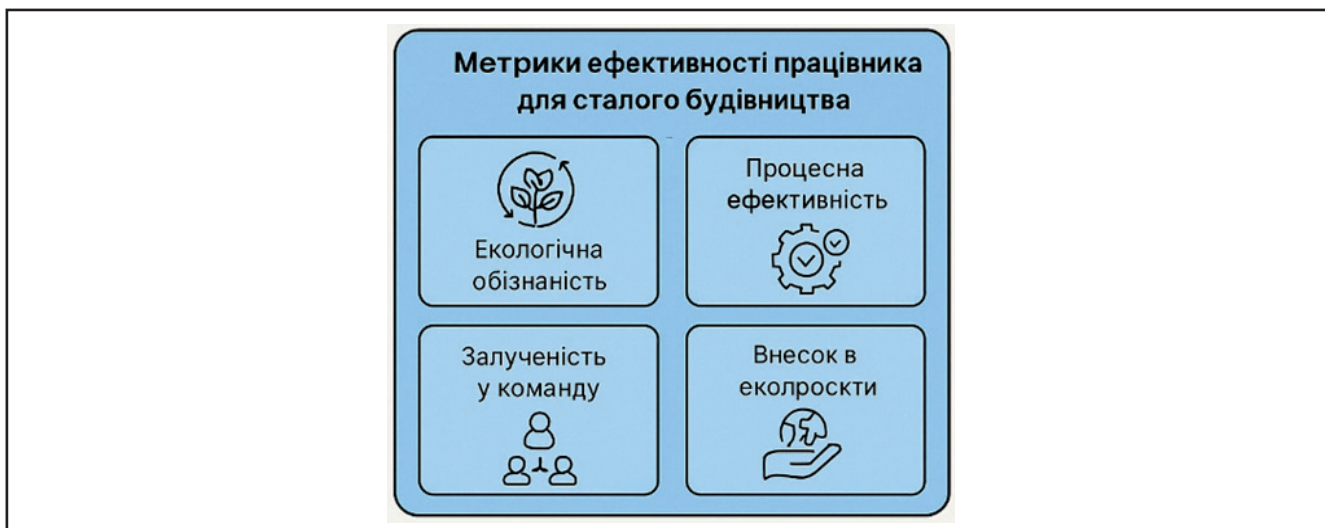 Метрики ефективності працівника
для сталого будівництва
Екологічна
обізнаність
Процесна
ефективність
Залученість
у команду
Внесок в
еколроскти